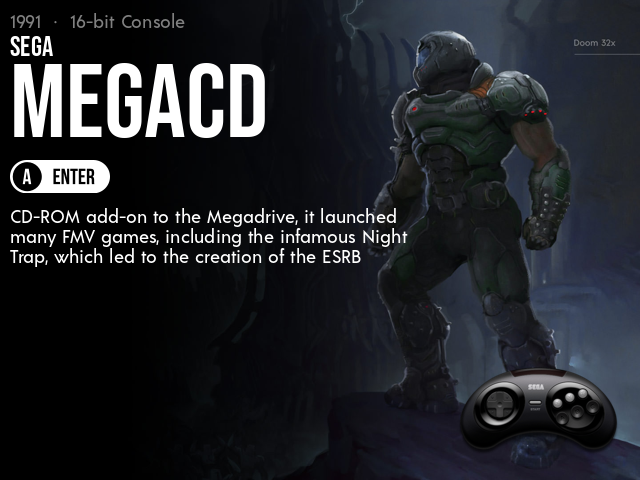 1991 · 16-bit Console
SEGA
MEGACD
A ENTER
CD-ROM add-on to the Megadrive, it launched
many FMV games, including the infamous Night
Trap, which led to the creation of the ESRB
Doom 32x
SEGA